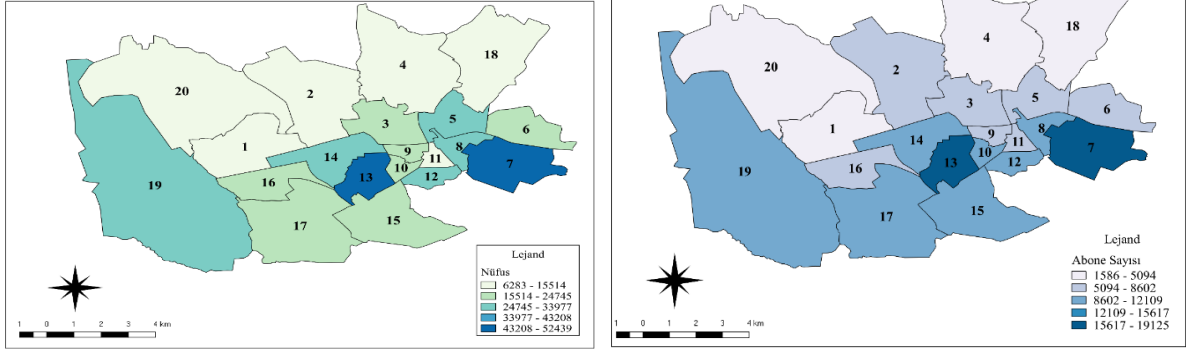 18
4
20
2
3
5
6
1
14
9
8
7
11
10
13
12
19
16
17
15
Lejand
Nüfus
6283 - 15514
15514 - 24745
24745 - 33977
33977 - 43208
43208 - 52439
1 0 1 2 3 4 km
18
4
20
2
5
3
6
1
9
8
14
11
7
10
13
12
16
19
17
15
Lejand
Abone Sayısı
1586 - 5094
5094 - 8602
8602 - 12109
12109 - 15617
15617 - 19125
1 0 1 2 3 4 km